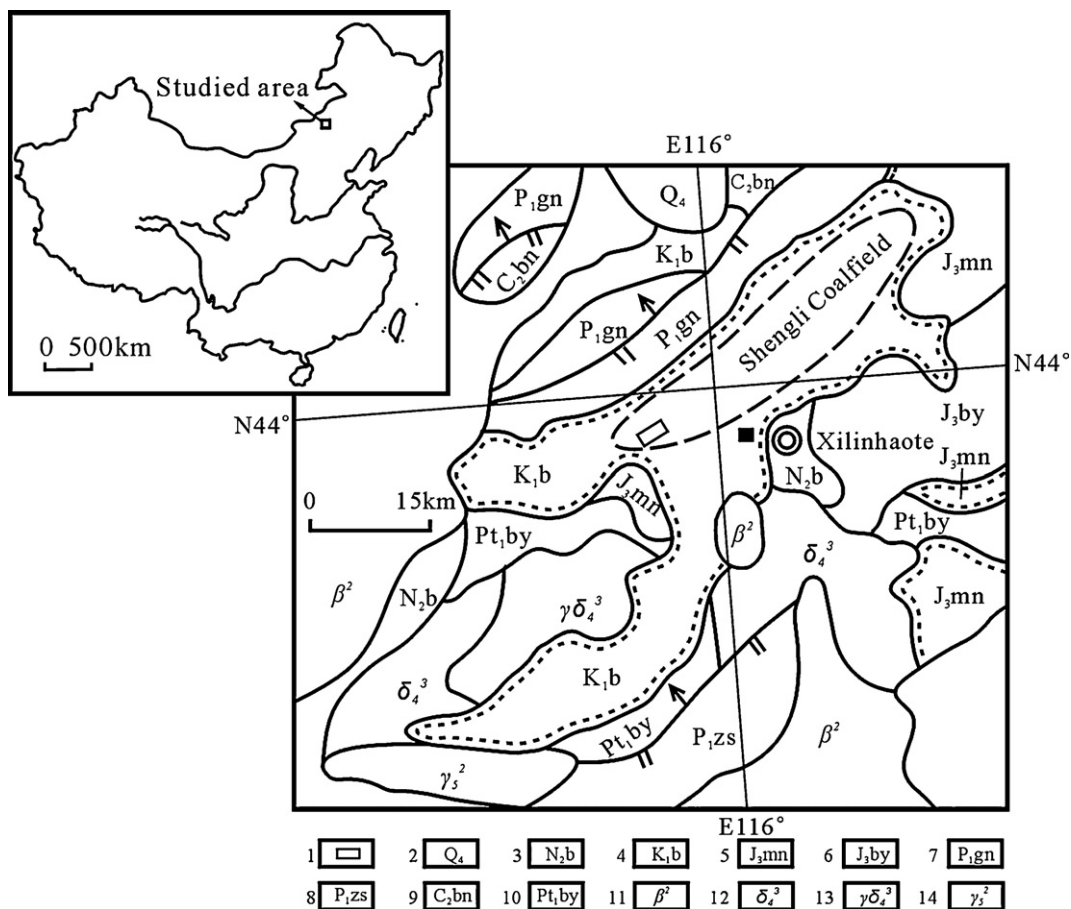 Studied area
0 500km
E116°
P₁gn
Q₄
C₂bn
C₂bn
K₁b
J₃mn
P₁gn
P₁gn
Shengli Coalfield
N44°
N44°
J₃by
Xilinhaote
K₁b
J₃mn
N₂b
J₃mn
0 15km
Pt₁by
β²
Pt₁by
δ₄³
β²
N₂b
γδ₄³
J₃mn
K₁b
δ₄³
Pt₁by
P₁zs
β²
γ₅²
E116°
1 2 Q₄ 3 N₂b 4 K₁b 5 J₃mn 6 J₃by 7 P₁gn
8 P₁zs 9 C₂bn 10 Pt₁by 11 β² 12 δ₄³ 13 γδ₄³ 14 γ₅²